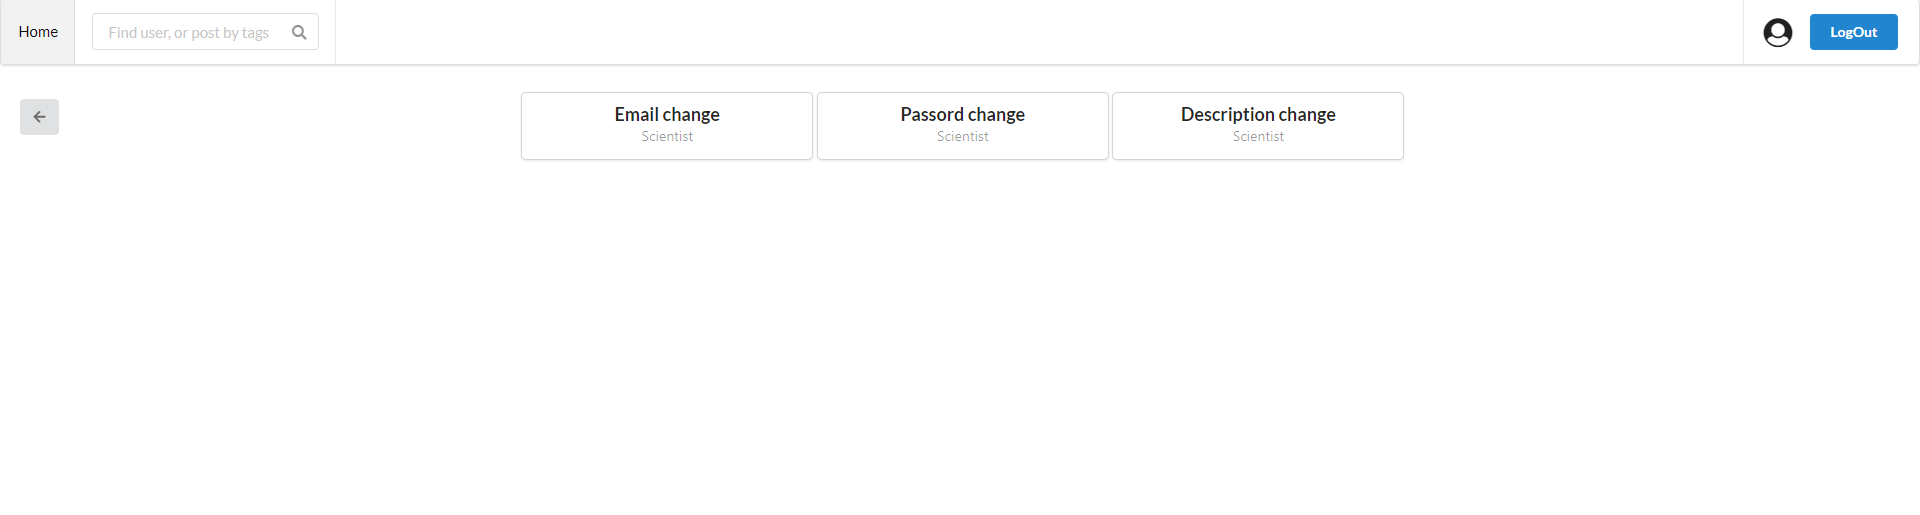 Home
Find user, or post by tags
LogOut
Email change
Scientist
Passord change
Scientist
Description change
Scientist